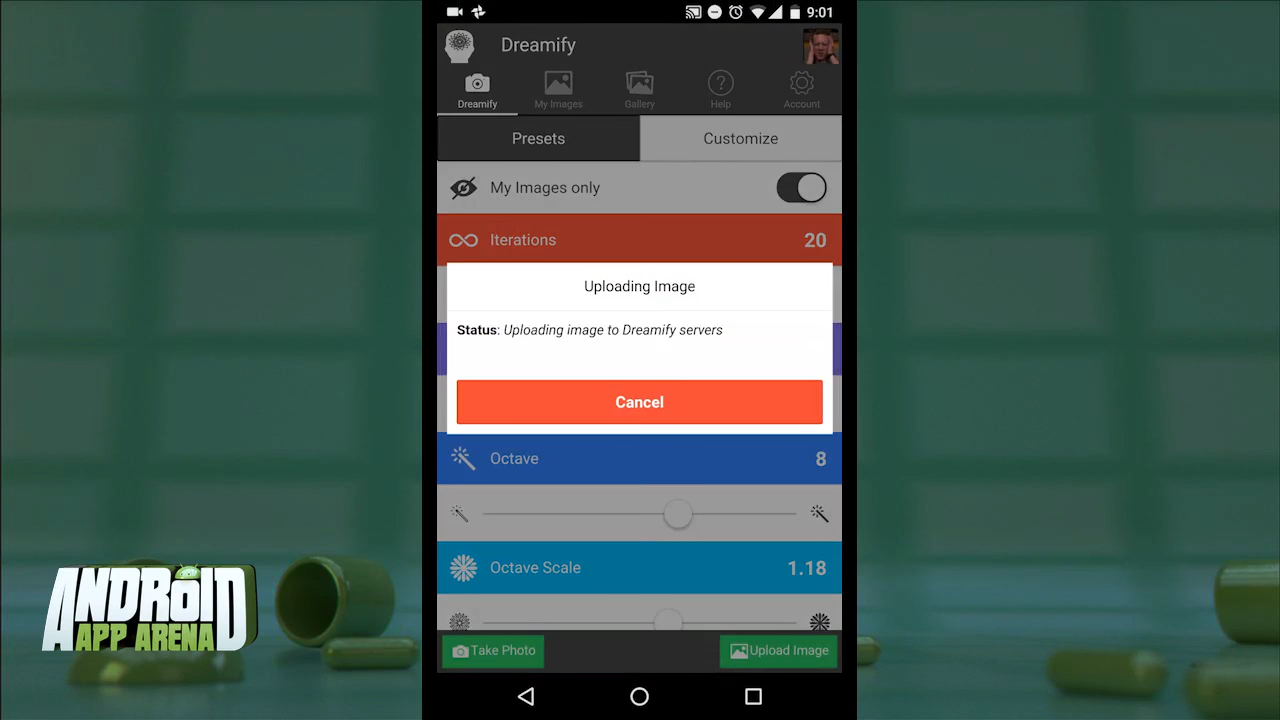 9:01
Dreamify
Dreamify
My Images
Gallery
Help
Account
Presets
Customize
My Images only
Iterations
20
Uploading Image
Status: Uploading image to Dreamify servers
Cancel
Octave
8
Octave Scale
1.18
Take Photo
Upload Image
ANDROID
APP ARENA